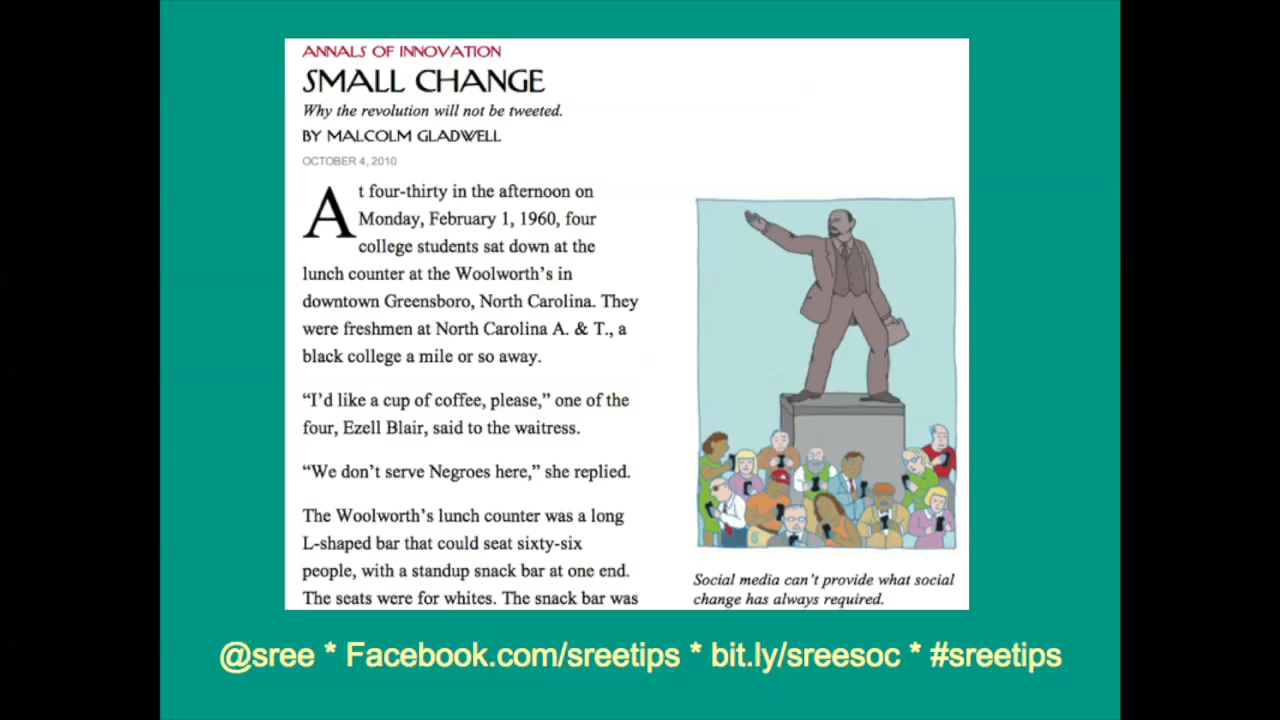 ANNALS OF INNOVATION
SMALL CHANGE
Why the revolution will not be tweeted.
BY MALCOLM GLADWELL
OCTOBER 4, 2010
At four-thirty in the afternoon on
Monday, February 1, 1960, four
college students sat down at the
lunch counter at the Woolworth’s in
downtown Greensboro, North Carolina. They
were freshmen at North Carolina A. & T., a
black college a mile or so away.
“I’d like a cup of coffee, please,” one of the
four, Ezell Blair, said to the waitress.
“We don’t serve Negroes here,” she replied.
The Woolworth’s lunch counter was a long
L-shaped bar that could seat sixty-six
people, with a standup snack bar at one end.
The seats were for whites. The snack bar was
Social media can’t provide what social
change has always required.
@sree * Facebook.com/sreetips * bit.ly/sreesoc * #sreetips